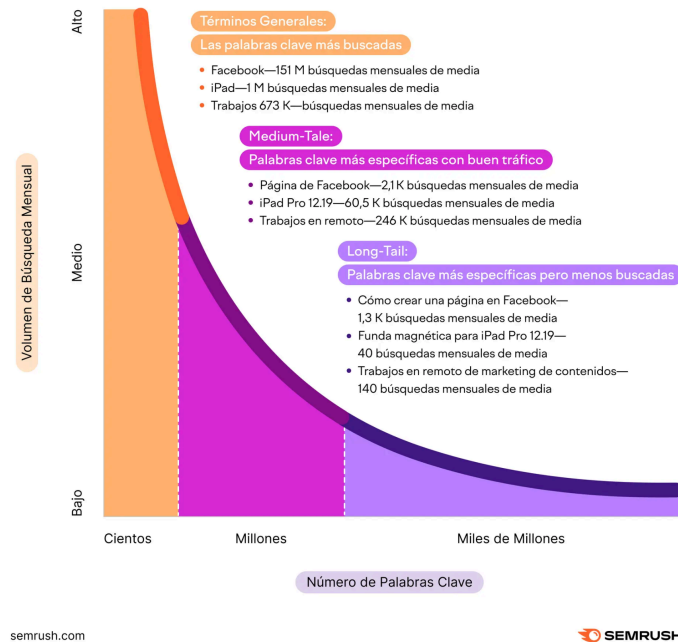 Alto
Términos Generales:
Las palabras clave más buscadas
Facebook—151 M búsquedas mensuales de media
iPad—1 M búsquedas mensuales de media
Trabajos 673 K—búsquedas mensuales de media
Medium-Tale:
Palabras clave más específicas con buen tráfico
Página de Facebook—2,1 K búsquedas mensuales de media
iPad Pro 12.19—60,5 K búsquedas mensuales de media
Trabajos en remoto—246 K búsquedas mensuales de media
Volumen de Búsqueda Mensual
Medio
Long-Tail:
Palabras clave más específicas pero menos buscadas
Cómo crear una página en Facebook—
1,3 K búsquedas mensuales de media
Funda magnética para iPad Pro 12.19—
40 búsquedas mensuales de media
Trabajos en remoto de marketing de contenidos—
140 búsquedas mensuales de media
Bajo
Cientos
Millones
Miles de Millones
Número de Palabras Clave
semrush.com
SEMRUSH